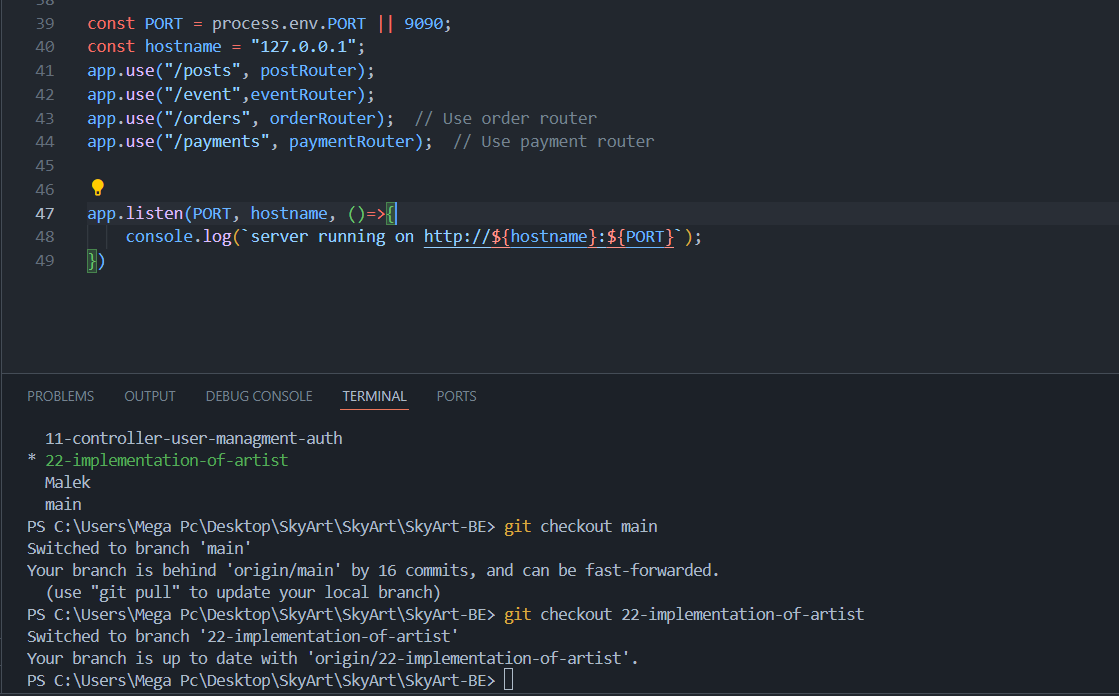 38
39 const PORT = process.env.PORT || 9090;
40 const hostname = "127.0.0.1";
41 app.use("/posts", postRouter);
42 app.use("/event",eventRouter);
43 app.use("/orders", orderRouter);  // Use order router
44 app.use("/payments", paymentRouter);  // Use payment router
45
46
47 app.listen(PORT, hostname, ()=>{
48     console.log(`server running on http://${hostname}:${PORT}`);
49 })
PROBLEMS OUTPUT DEBUG CONSOLE TERMINAL PORTS
  11-controller-user-managment-auth
* 22-implementation-of-artist
  Malek
  main
PS C:\Users\Mega Pc\Desktop\SkyArt\SkyArt\SkyArt-BE> git checkout main
Switched to branch 'main'
Your branch is behind 'origin/main' by 16 commits, and can be fast-forwarded.
  (use "git pull" to update your local branch)
PS C:\Users\Mega Pc\Desktop\SkyArt\SkyArt\SkyArt-BE> git checkout 22-implementation-of-artist
Switched to branch '22-implementation-of-artist'
Your branch is up to date with 'origin/22-implementation-of-artist'.
PS C:\Users\Mega Pc\Desktop\SkyArt\SkyArt\SkyArt-BE>